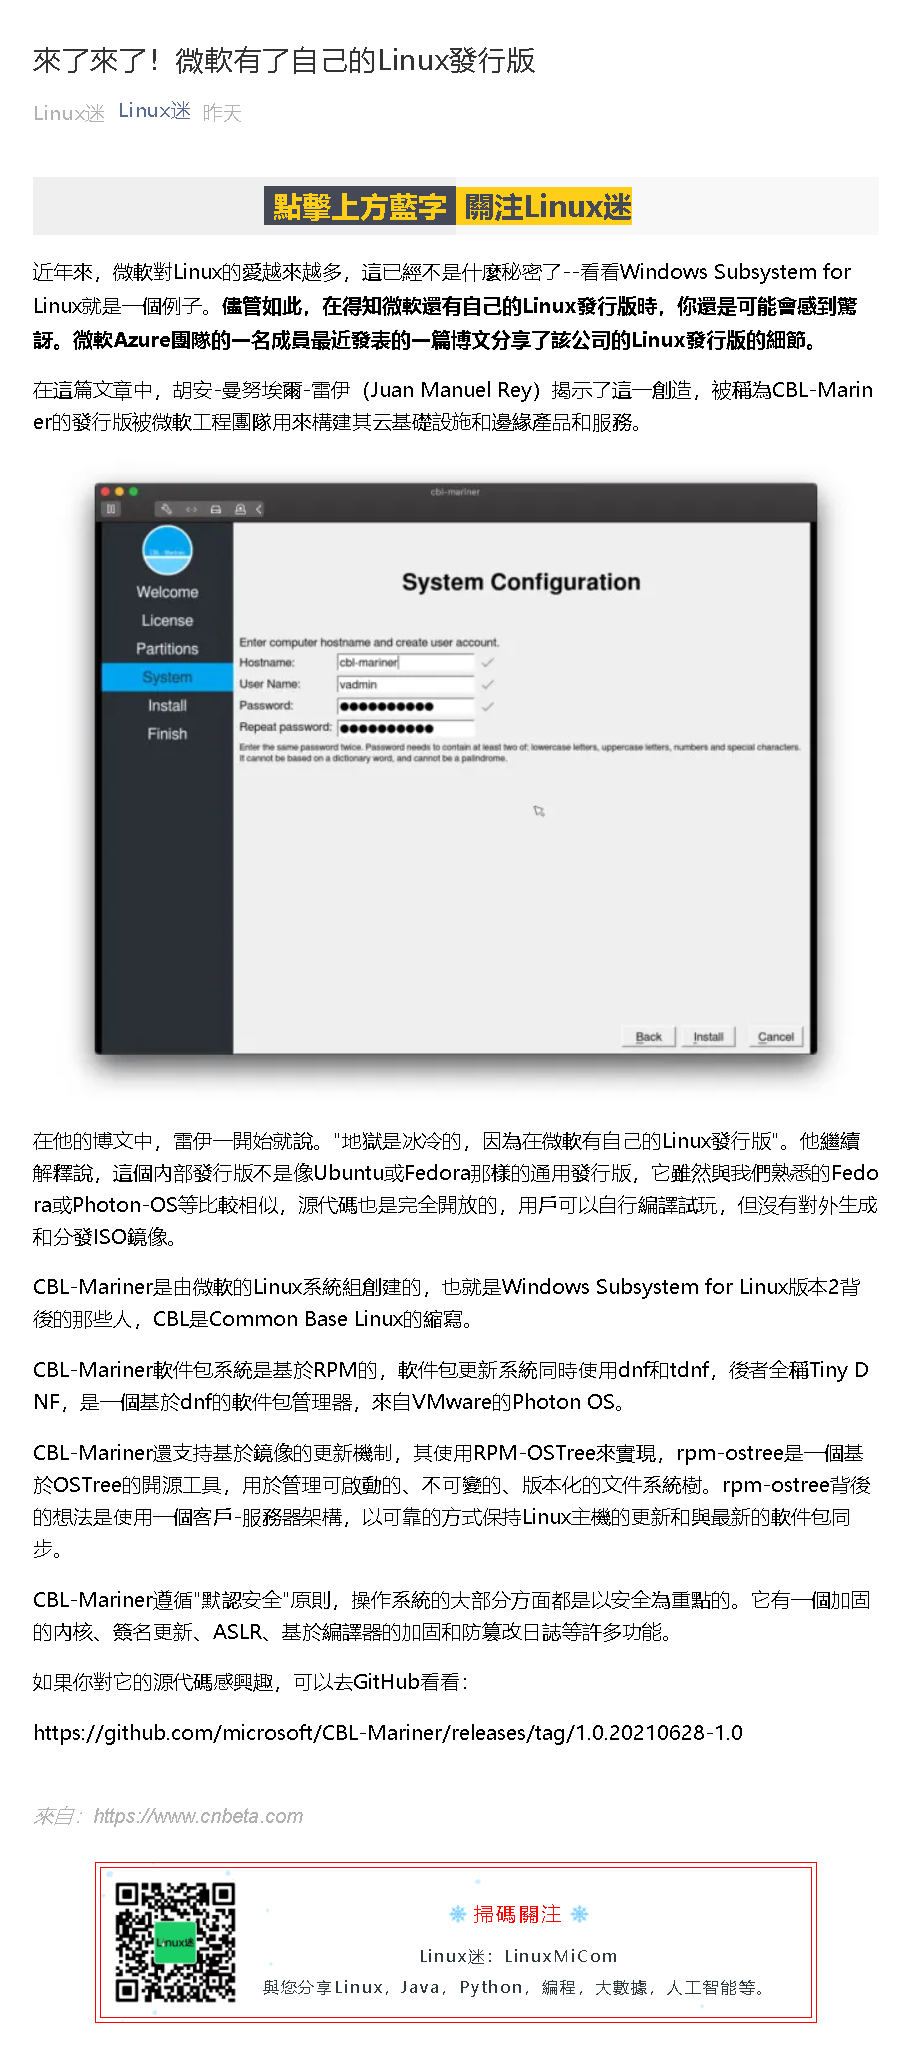 來了來了！微軟有了自己的Linux發行版
Linux迷 Linux迷 昨天
點擊上方藍字 關注Linux迷
近年來，微軟對Linux的愛越來越多，這已經不是什麼秘密了--看看Windows Subsystem for
Linux就是一個例子。儘管如此，在得知微軟還有自己的Linux發行版時，你還是可能會感到驚
訝。微軟Azure團隊的一名成員最近發表的一篇博文分享了該公司的Linux發行版的細節。
在這篇文章中，胡安-曼努埃爾-雷伊（Juan Manuel Rey）揭示了這一創造，被稱為CBL-Marin
er的發行版被微軟工程團隊用來構建其云基礎設施和邊緣產品和服務。
cbl-mariner
CBL - Mariner
Welcome
License
Partitions
System
Install
Finish
System Configuration
Enter computer hostname and create user account.
Hostname: cbl-mariner
User Name: vadmin
Password: ●●●●●●●●●●
Repeat password: ●●●●●●●●●●
Enter the same password twice. Password needs to contain at least two of: lowercase letters, uppercase letters, numbers and special characters.
It cannot be based on a dictionary word, and cannot be a palindrome.
Back Install Cancel
在他的博文中，雷伊一開始就說。"地獄是冰冷的，因為在微軟有自己的Linux發行版"。他繼續
解釋說，這個內部發行版不是像Ubuntu或Fedora那樣的通用發行版，它雖然與我們熟悉的Fedo
ra或Photon-OS等比較相似，源代碼也是完全開放的，用戶可以自行編譯試玩，但沒有對外生成
和分發ISO鏡像。
CBL-Mariner是由微軟的Linux系統組創建的，也就是Windows Subsystem for Linux版本2背
後的那些人，CBL是Common Base Linux的縮寫。
CBL-Mariner軟件包系統是基於RPM的，軟件包更新系統同時使用dnf和tdnf，後者全稱Tiny D
NF，是一個基於dnf的軟件包管理器，來自VMware的Photon OS。
CBL-Mariner還支持基於鏡像的更新機制，其使用RPM-OSTree來實現，rpm-ostree是一個基
於OSTree的開源工具，用於管理可啟動的、不可變的、版本化的文件系統樹。rpm-ostree背後
的想法是使用一個客戶-服務器架構，以可靠的方式保持Linux主機的更新和與最新的軟件包同
步。
CBL-Mariner遵循"默認安全"原則，操作系統的大部分方面都是以安全為重點的。它有一個加固
的內核、簽名更新、ASLR、基於編譯器的加固和防篡改日誌等許多功能。
如果你對它的源代碼感興趣，可以去GitHub看看：
https://github.com/microsoft/CBL-Mariner/releases/tag/1.0.20210628-1.0
來自：https://www.cnbeta.com
Linux迷
掃碼關注
Linux迷：LinuxMiCom
與您分享Linux，Java，Python，編程，大數據，人工智能等。